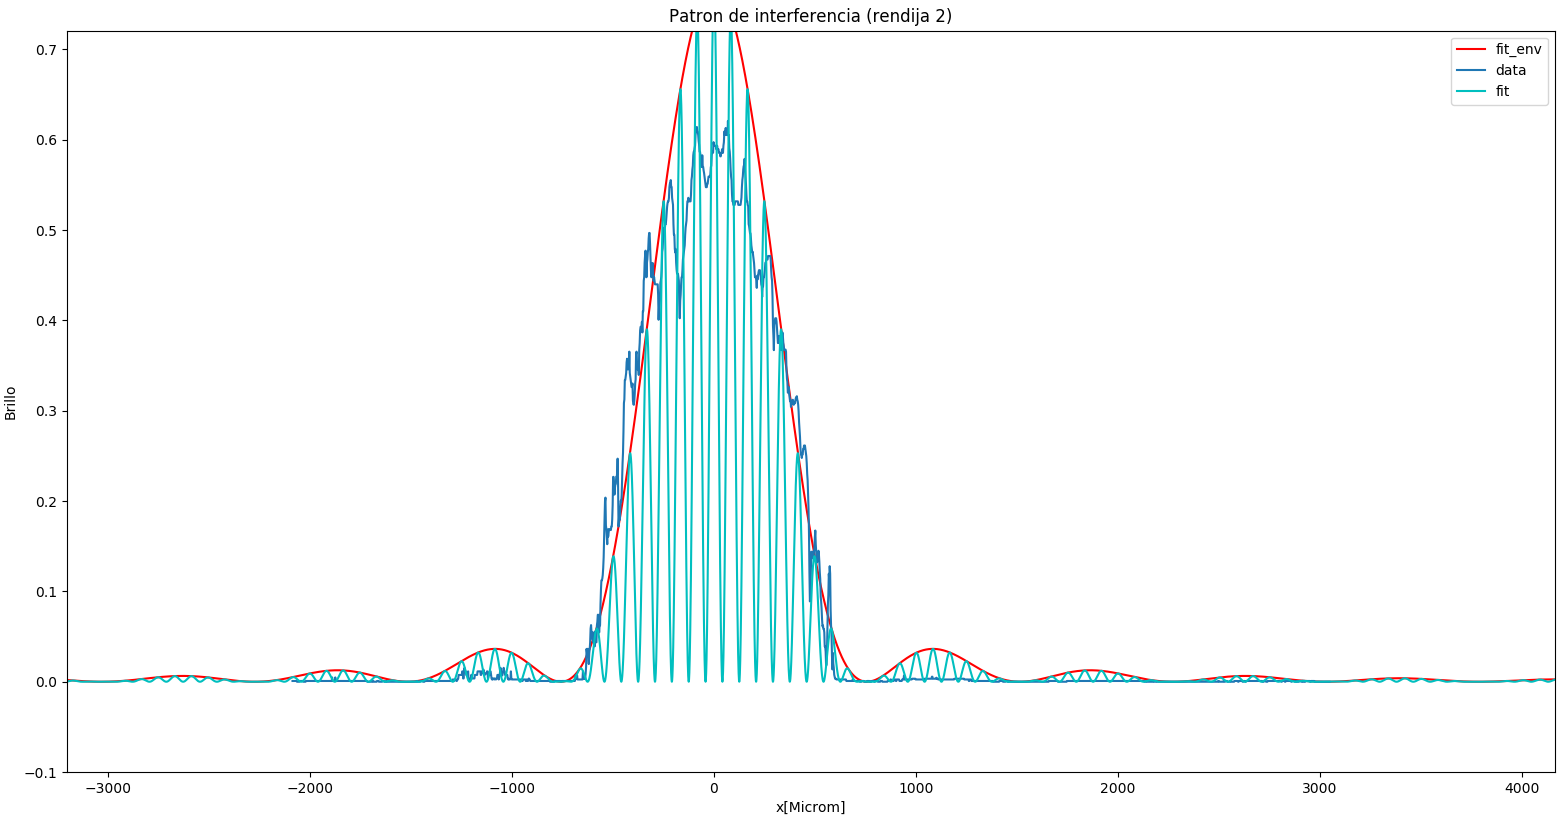 Patron de interferencia (rendija 2)
fit_env
data
fit
0.7
0.6
0.5
0.4
0.3
0.2
0.1
0.0
−0.1
Brillo
−3000 −2000 −1000 0 1000 2000 3000 4000
x[Microm]